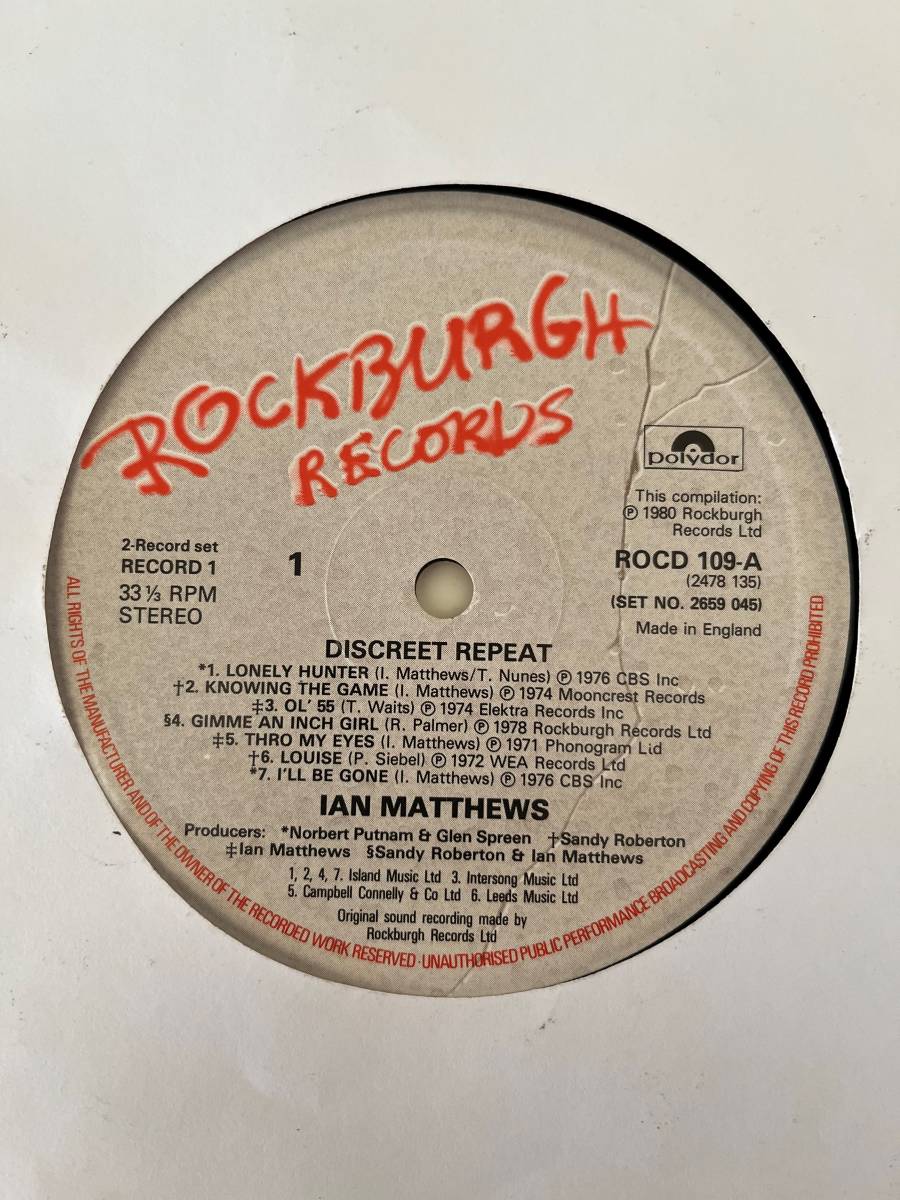 ROCKBURGH
RECORDS
polydor
This compilation:
℗ 1980 Rockburgh
Records Ltd
2-Record set
RECORD 1
33 ⅓ RPM
STEREO
1
ROCD 109-A
(2478 135)
(SET NO. 2659 045)
Made in England
DISCREET REPEAT
*1. LONELY HUNTER (I. Matthews/T. Nunes) ℗ 1976 CBS Inc
†2. KNOWING THE GAME (I. Matthews) ℗ 1974 Mooncrest Records
‡3. OL' 55 (T. Waits) ℗ 1974 Elektra Records Inc
§4. GIMME AN INCH GIRL (R. Palmer) ℗ 1978 Rockburgh Records Ltd
‡5. THRO MY EYES (I. Matthews) ℗ 1971 Phonogram Ltd
†6. LOUISE (P. Siebel) ℗ 1972 WEA Records Ltd
*7. I'LL BE GONE (I. Matthews) ℗ 1976 CBS Inc
IAN MATTHEWS
Producers: *Norbert Putnam & Glen Spreen †Sandy Roberton
‡Ian Matthews §Sandy Roberton & Ian Matthews
1, 2, 4, 7. Island Music Ltd 3. Intersong Music Ltd
5. Campbell Connelly & Co Ltd 6. Leeds Music Ltd
Original sound recording made by
Rockburgh Records Ltd
ALL RIGHTS OF THE MANUFACTURER AND OF THE OWNER OF THE RECORDED WORK RESERVED · UNAUTHORISED PUBLIC PERFORMANCE BROADCASTING AND COPYING OF THIS RECORD PROHIBITED